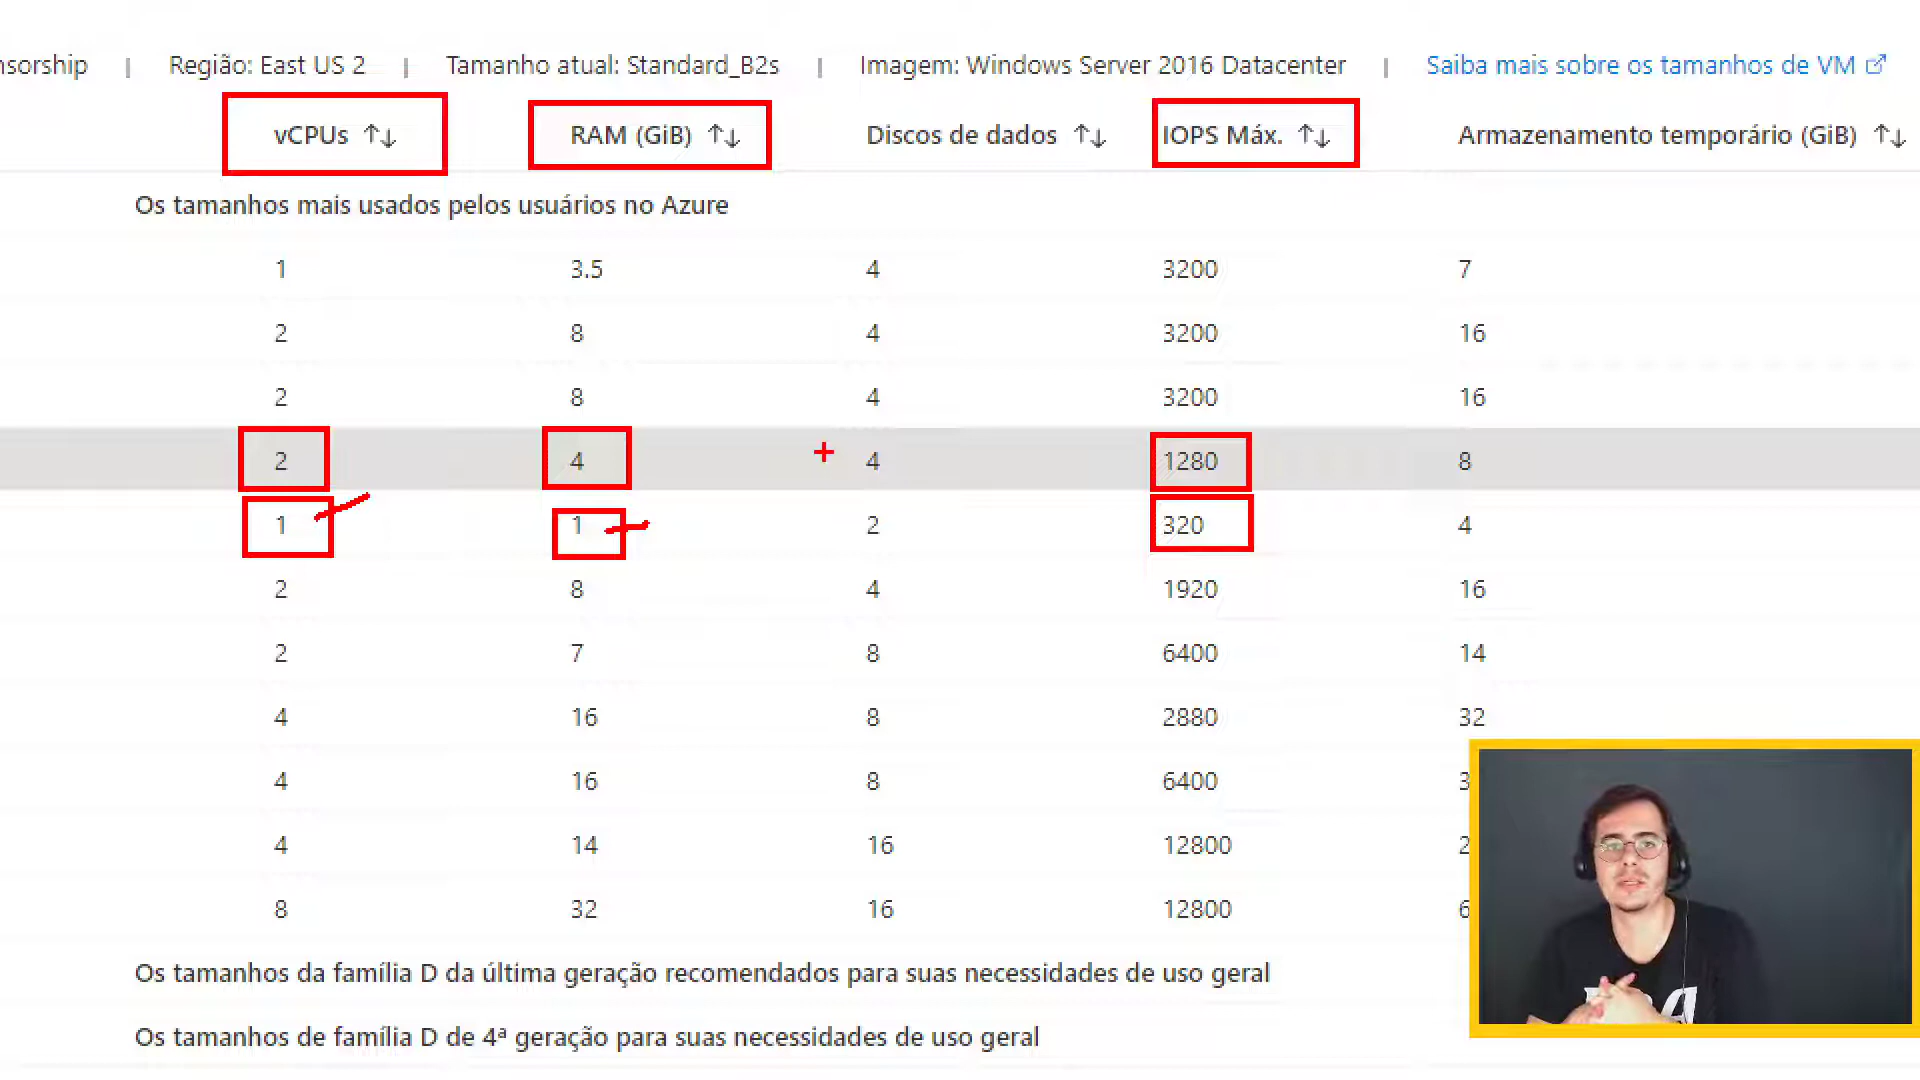 nsorship | Região: East US 2 | Tamanho atual: Standard_B2s | Imagem: Windows Server 2016 Datacenter | Saiba mais sobre os tamanhos de VM
vCPUs ↑↓ RAM (GiB) ↑↓ Discos de dados ↑↓ IOPS Máx. ↑↓ Armazenamento temporário (GiB) ↑↓
Os tamanhos mais usados pelos usuários no Azure
1 3.5 4 3200 7
2 8 4 3200 16
2 8 4 3200 16
2 4 4 1280 8
1 1 2 320 4
2 8 4 1920 16
2 7 8 6400 14
4 16 8 2880 32
4 16 8 6400 3
4 14 16 12800 2
8 32 16 12800 6
Os tamanhos da família D da última geração recomendados para suas necessidades de uso geral
Os tamanhos de família D de 4ª geração para suas necessidades de uso geral